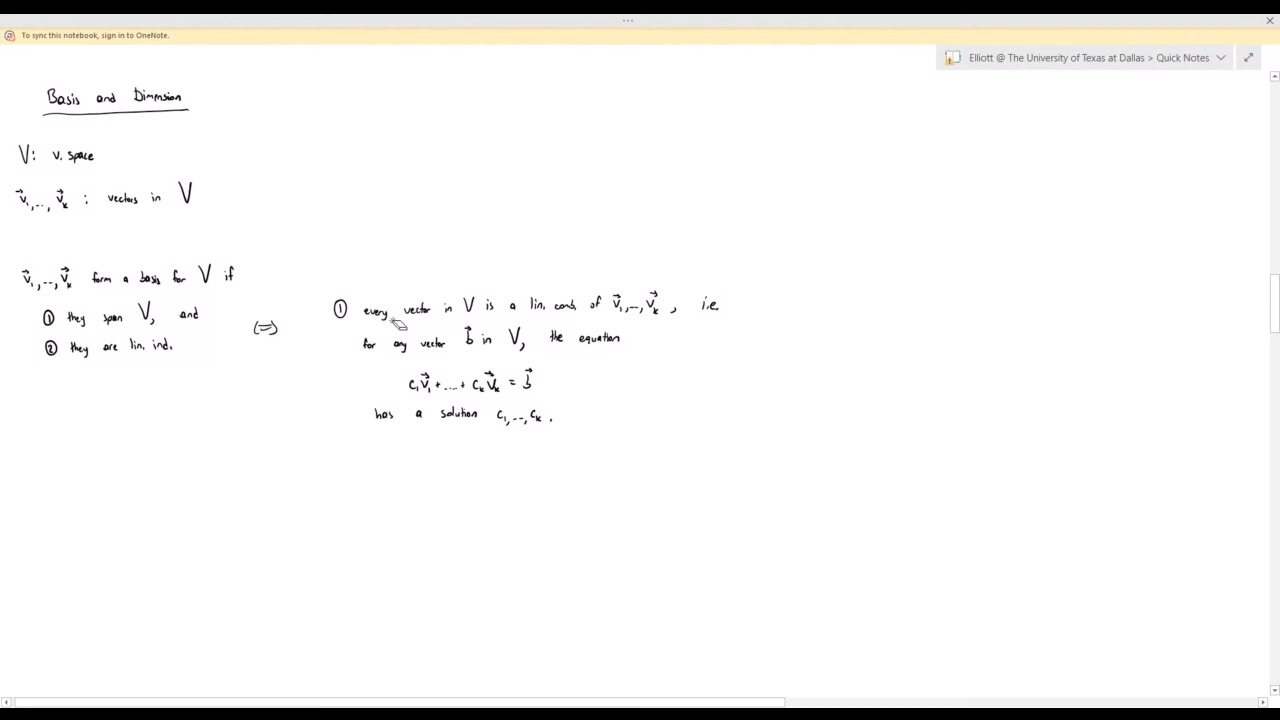 ...
To sync this notebook, sign in to OneNote.
Elliott @ The University of Texas at Dallas > Quick Notes
Basis and Dimension
V: v. space
v⃗₁,..., v⃗ₖ : vectors in V
v⃗₁,..., v⃗ₖ form a basis for V if
① they span V, and
② they are lin. ind.
⟺
① every vector in V is a lin. comb. of v⃗₁,..., v⃗ₖ, i.e.
for any vector b⃗ in V, the equation
c₁v⃗₁ + .... + cₖv⃗ₖ = b⃗
has a solution c₁,..., cₖ.